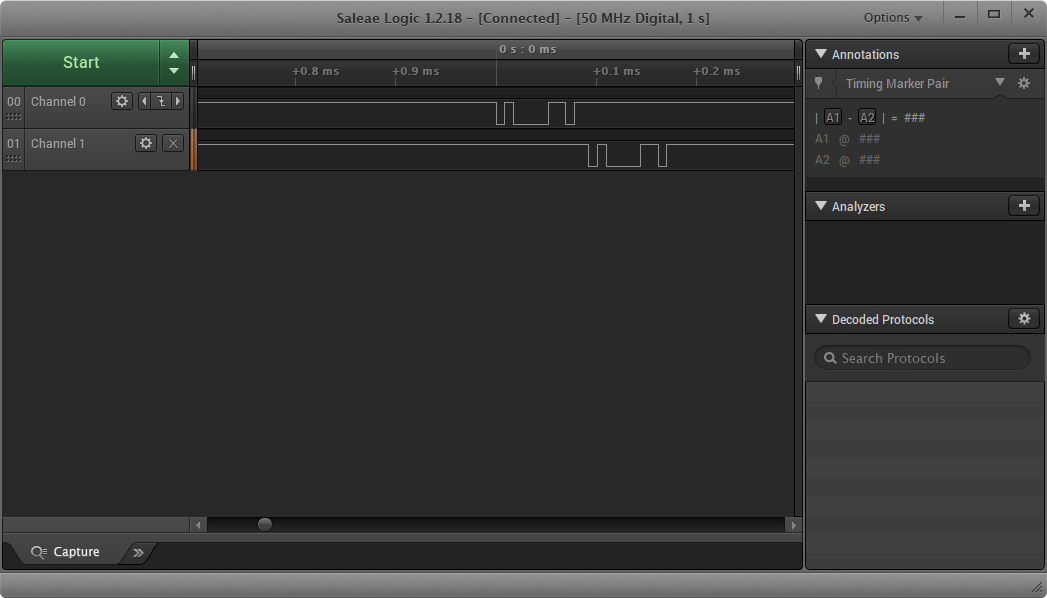 Saleae Logic 1.2.18 - [Connected] - [50 MHz Digital, 1 s]
Options
Start
0 s : 0 ms
+0.8 ms +0.9 ms +0.1 ms +0.2 ms
00 Channel 0
01 Channel 1
Annotations
Timing Marker Pair
| A1 - A2 | = ###
A1 @ ###
A2 @ ###
Analyzers
Decoded Protocols
Search Protocols
Capture